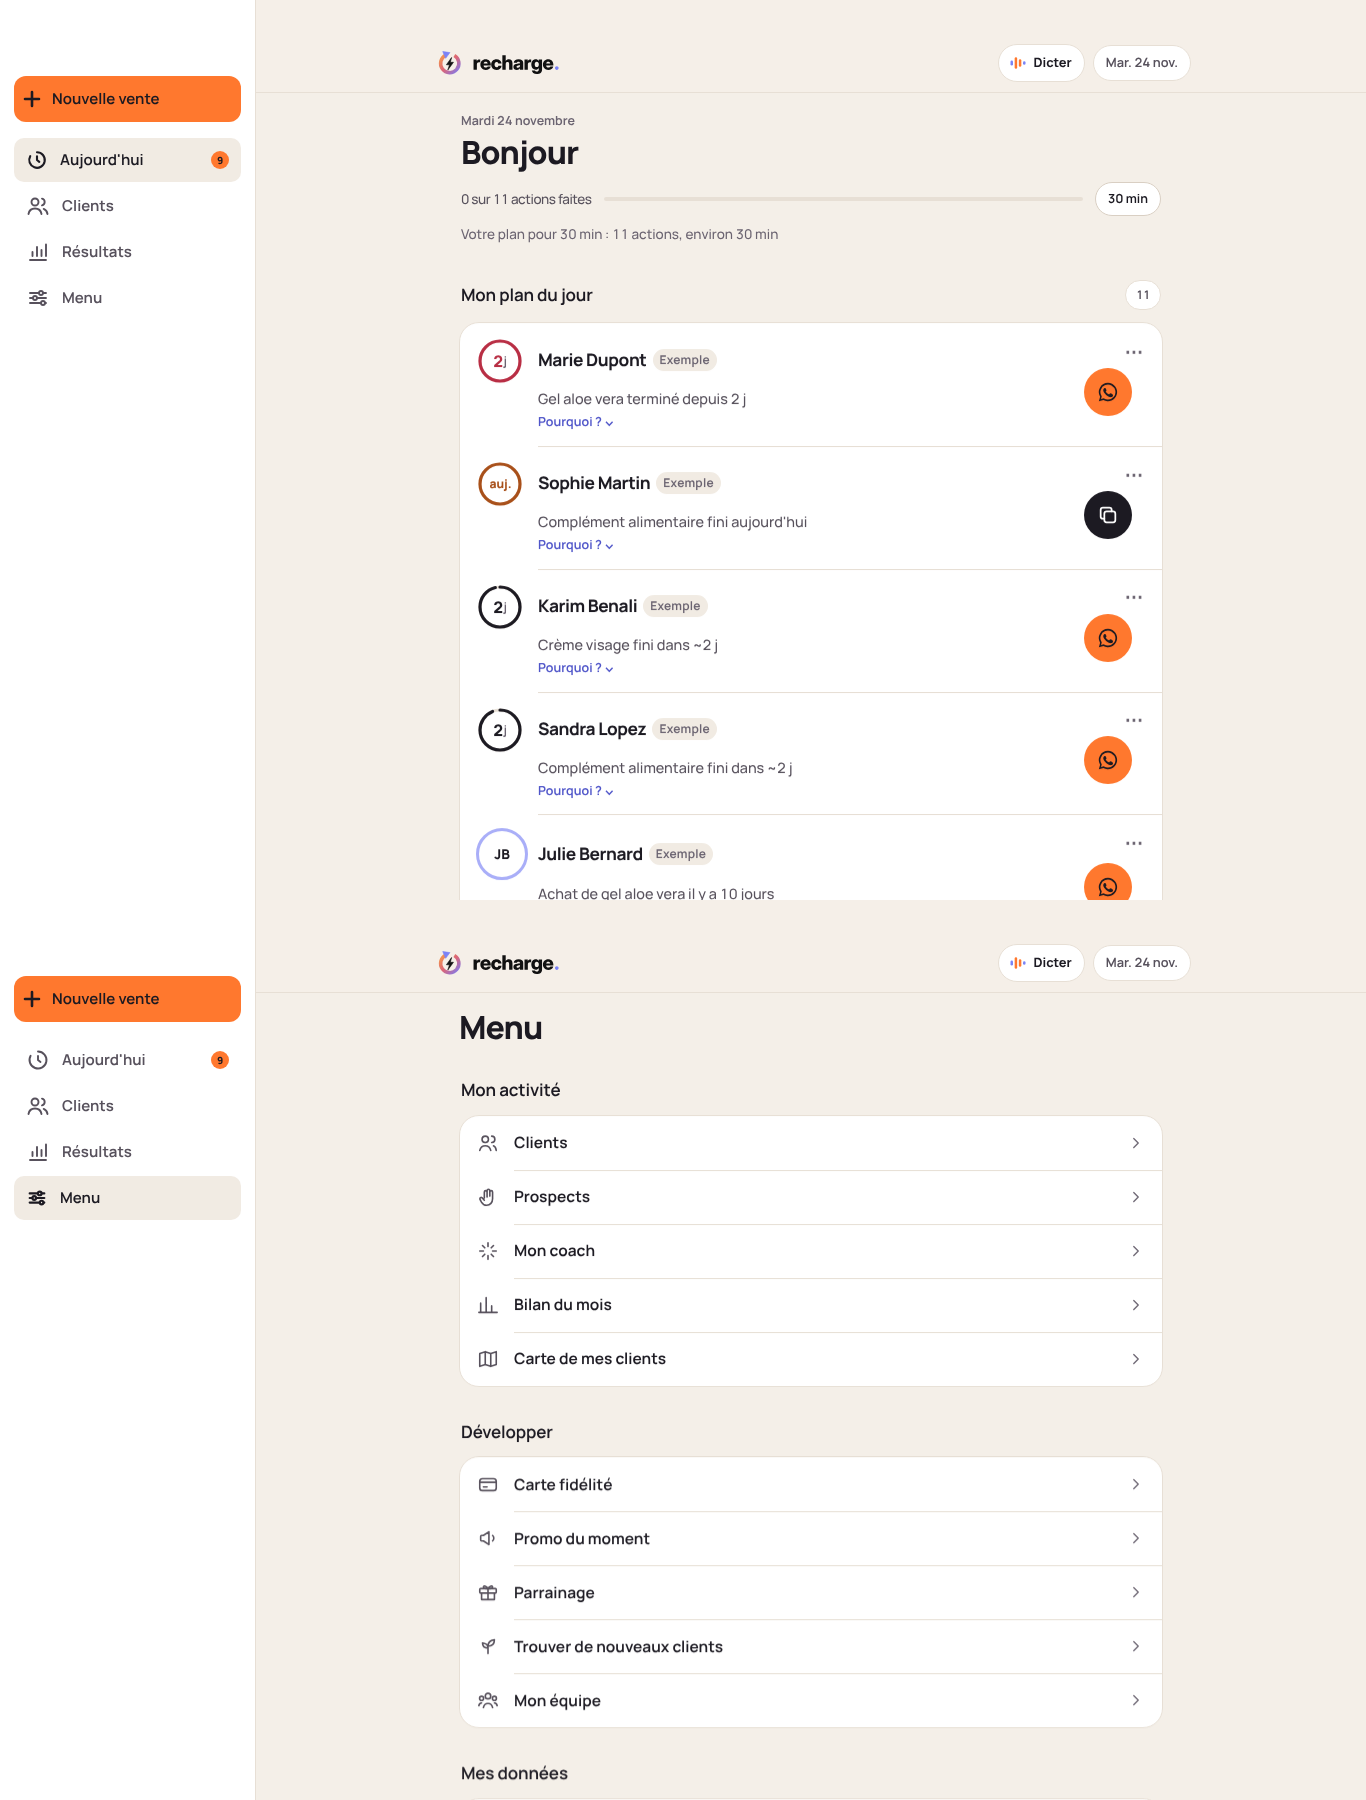 recharge.
Dicter
Mar. 24 nov.
Nouvelle vente
Aujourd'hui
9
Clients
Résultats
Menu
Mardi 24 novembre
Bonjour
0 sur 11 actions faites
30 min
Votre plan pour 30 min : 11 actions, environ 30 min
Mon plan du jour
11
2 j
Marie Dupont
Exemple
Gel aloe vera terminé depuis 2 j
Pourquoi ?
auj.
Sophie Martin
Exemple
Complément alimentaire fini aujourd'hui
Pourquoi ?
2 j
Karim Benali
Exemple
Crème visage fini dans ~2 j
Pourquoi ?
2 j
Sandra Lopez
Exemple
Complément alimentaire fini dans ~2 j
Pourquoi ?
JB
Julie Bernard
Exemple
Achat de gel aloe vera il y a 10 jours
recharge.
Dicter
Mar. 24 nov.
Nouvelle vente
Aujourd'hui
9
Clients
Résultats
Menu
Menu
Mon activité
Clients
Prospects
Mon coach
Bilan du mois
Carte de mes clients
Développer
Carte fidélité
Promo du moment
Parrainage
Trouver de nouveaux clients
Mon équipe
Mes données